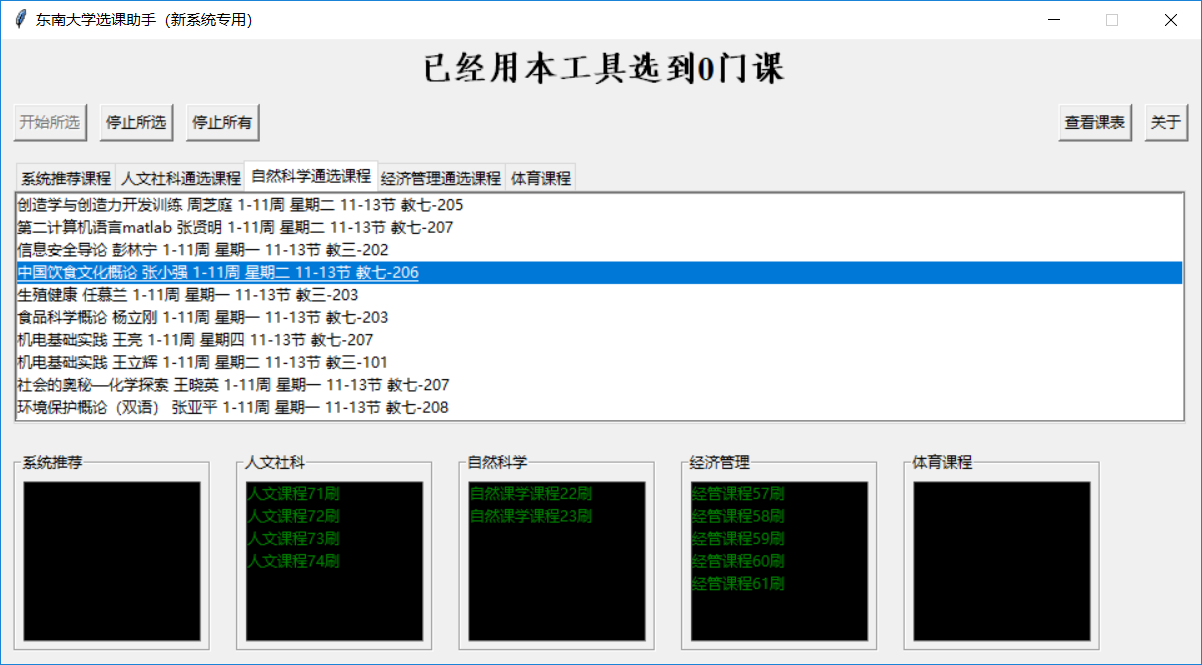 东南大学选课助手（新系统专用）
已经用本工具选到0门课
开始所选 停止所选 停止所有 查看课表 关于
系统推荐课程 人文社科通选课程 自然科学通选课程 经济管理通选课程 体育课程
创造学与创造力开发训练 周芝庭 1-11周 星期二 11-13节 教七-205
第二计算机语言matlab 张贤明 1-11周 星期二 11-13节 教七-207
信息安全导论 彭林宁 1-11周 星期一 11-13节 教三-202
中国饮食文化概论 张小强 1-11周 星期二 11-13节 教七-206
生殖健康 任慕兰 1-11周 星期一 11-13节 教三-203
食品科学概论 杨立刚 1-11周 星期一 11-13节 教七-203
机电基础实践 王亮 1-11周 星期四 11-13节 教七-207
机电基础实践 王立辉 1-11周 星期二 11-13节 教三-101
社会的奥秘—化学探索 王晓英 1-11周 星期一 11-13节 教七-207
环境保护概论（双语） 张亚平 1-11周 星期一 11-13节 教七-208
系统推荐 人文社科 自然科学 经济管理 体育课程
人文课程71刷 自然课学课程22刷 经管课程57刷
人文课程72刷 自然课学课程23刷 经管课程58刷
人文课程73刷 经管课程59刷
人文课程74刷 经管课程60刷
经管课程61刷